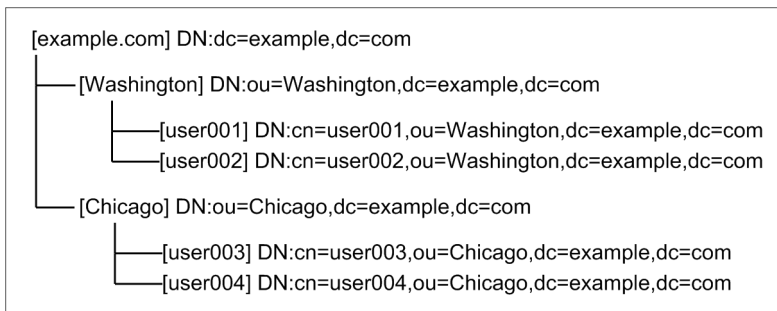 [example.com] DN:dc=example,dc=com
[Washington] DN:ou=Washington,dc=example,dc=com
[user001] DN:cn=user001,ou=Washington,dc=example,dc=com
[user002] DN:cn=user002,ou=Washington,dc=example,dc=com
[Chicago] DN:ou=Chicago,dc=example,dc=com
[user003] DN:cn=user003,ou=Chicago,dc=example,dc=com
[user004] DN:cn=user004,ou=Chicago,dc=example,dc=com